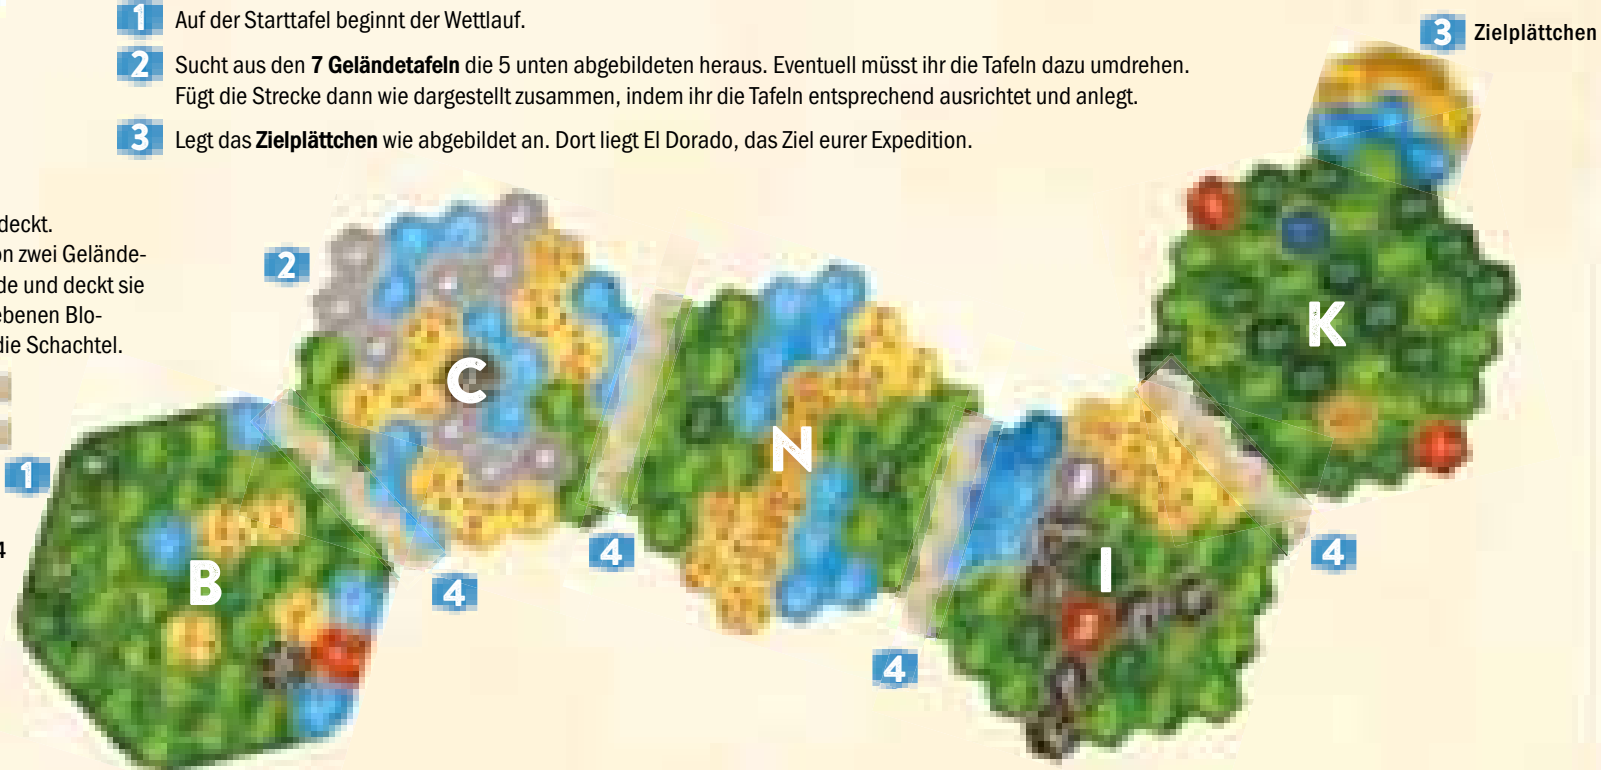 1 Auf der Starttafel beginnt der Wettlauf.
2 Sucht aus den 7 Geländetafeln die 5 unten abgebildeten heraus. Eventuell müsst ihr die Tafeln dazu umdrehen.
Fügt die Strecke dann wie dargestellt zusammen, indem ihr die Tafeln entsprechend ausrichtet und anlegt.
3 Legt das Zielplättchen wie abgebildet an. Dort liegt El Dorado, das Ziel eurer Expedition.
3 Zielplättchen
deckt.
on zwei Gelände-
de und deckt sie
ebenen Blo-
die Schachtel.
2
C
K
N
1
B
I
4
4
4
4
4